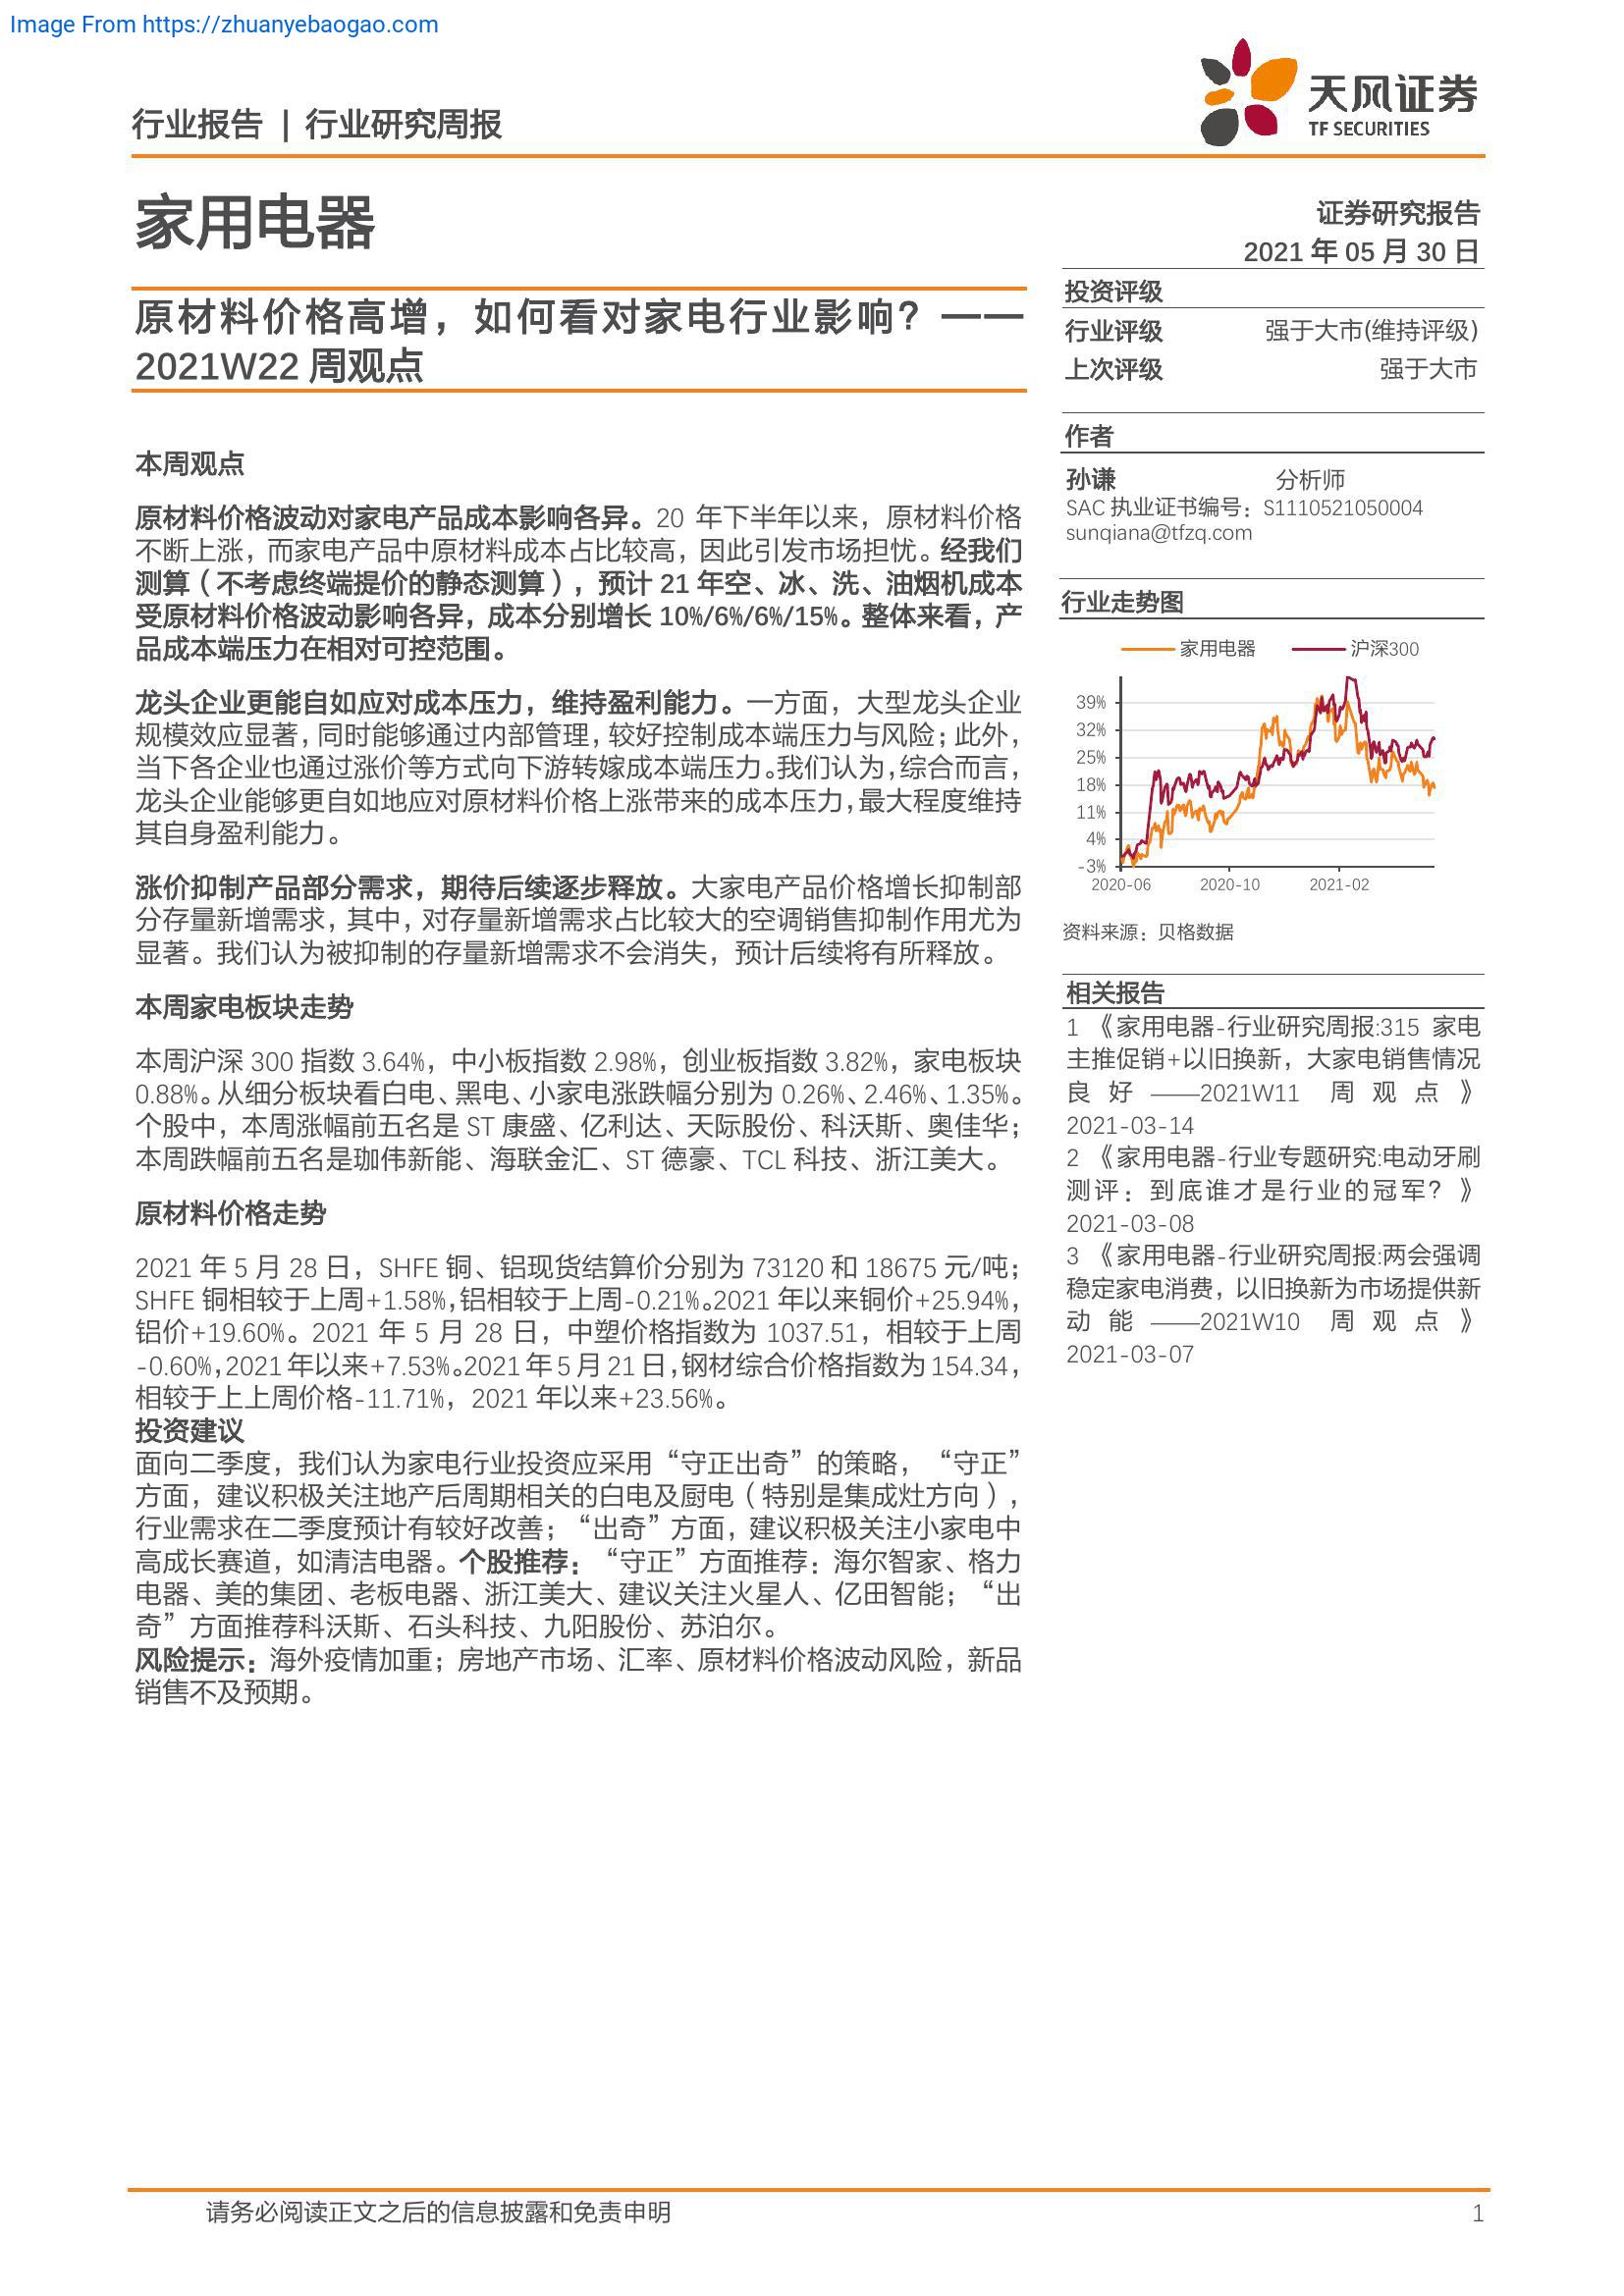 Image From https://zhuanyebaogao.com
行业报告 | 行业研究周报
天风证券
TF SECURITIES
家用电器
证券研究报告
2021 年 05 月 30 日
原材料价格高增，如何看对家电行业影响？——
2021W22 周观点
投资评级
行业评级 强于大市(维持评级)
上次评级 强于大市
作者
孙谦 分析师
SAC 执业证书编号：S1110521050004
sunqiana@tfzq.com
行业走势图
家用电器 沪深300
39%
32%
25%
18%
11%
4%
-3%
2020-06 2020-10 2021-02
资料来源：贝格数据
相关报告
1 《家用电器-行业研究周报:315 家电
主推促销+以旧换新，大家电销售情况
良好——2021W11 周观点》
2021-03-14
2 《家用电器-行业专题研究:电动牙刷
测评：到底谁才是行业的冠军？》
2021-03-08
3 《家用电器-行业研究周报:两会强调
稳定家电消费，以旧换新为市场提供新
动能——2021W10 周观点》
2021-03-07
本周观点
原材料价格波动对家电产品成本影响各异。20 年下半年以来，原材料价格
不断上涨，而家电产品中原材料成本占比较高，因此引发市场担忧。经我们
测算（不考虑终端提价的静态测算），预计 21 年空、冰、洗、油烟机成本
受原材料价格波动影响各异，成本分别增长 10%/6%/6%/15%。整体来看，产
品成本端压力在相对可控范围。
龙头企业更能自如应对成本压力，维持盈利能力。一方面，大型龙头企业
规模效应显著，同时能够通过内部管理，较好控制成本端压力与风险；此外，
当下各企业也通过涨价等方式向下游转嫁成本端压力。我们认为，综合而言，
龙头企业能够更自如地应对原材料价格上涨带来的成本压力，最大程度维持
其自身盈利能力。
涨价抑制产品部分需求，期待后续逐步释放。大家电产品价格增长抑制部
分存量新增需求，其中，对存量新增需求占比较大的空调销售抑制作用尤为
显著。我们认为被抑制的存量新增需求不会消失，预计后续将有所释放。
本周家电板块走势
本周沪深 300 指数 3.64%，中小板指数 2.98%，创业板指数 3.82%，家电板块
0.88%。从细分板块看白电、黑电、小家电涨跌幅分别为 0.26%、2.46%、1.35%。
个股中，本周涨幅前五名是 ST 康盛、亿利达、天际股份、科沃斯、奥佳华；
本周跌幅前五名是珈伟新能、海联金汇、ST 德豪、TCL 科技、浙江美大。
原材料价格走势
2021 年 5 月 28 日，SHFE 铜、铝现货结算价分别为 73120 和 18675 元/吨；
SHFE 铜相较于上周+1.58%，铝相较于上周-0.21%。2021 年以来铜价+25.94%，
铝价+19.60%。2021 年 5 月 28 日，中塑价格指数为 1037.51，相较于上周
-0.60%，2021 年以来+7.53%。2021 年 5 月 21 日，钢材综合价格指数为 154.34，
相较于上上周价格-11.71%，2021 年以来+23.56%。
投资建议
面向二季度，我们认为家电行业投资应采用“守正出奇”的策略，“守正”
方面，建议积极关注地产后周期相关的白电及厨电（特别是集成灶方向），
行业需求在二季度预计有较好改善；“出奇”方面，建议积极关注小家电中
高成长赛道，如清洁电器。个股推荐：“守正”方面推荐：海尔智家、格力
电器、美的集团、老板电器、浙江美大、建议关注火星人、亿田智能；“出
奇”方面推荐科沃斯、石头科技、九阳股份、苏泊尔。
风险提示：海外疫情加重；房地产市场、汇率、原材料价格波动风险，新品
销售不及预期。
请务必阅读正文之后的信息披露和免责申明 1